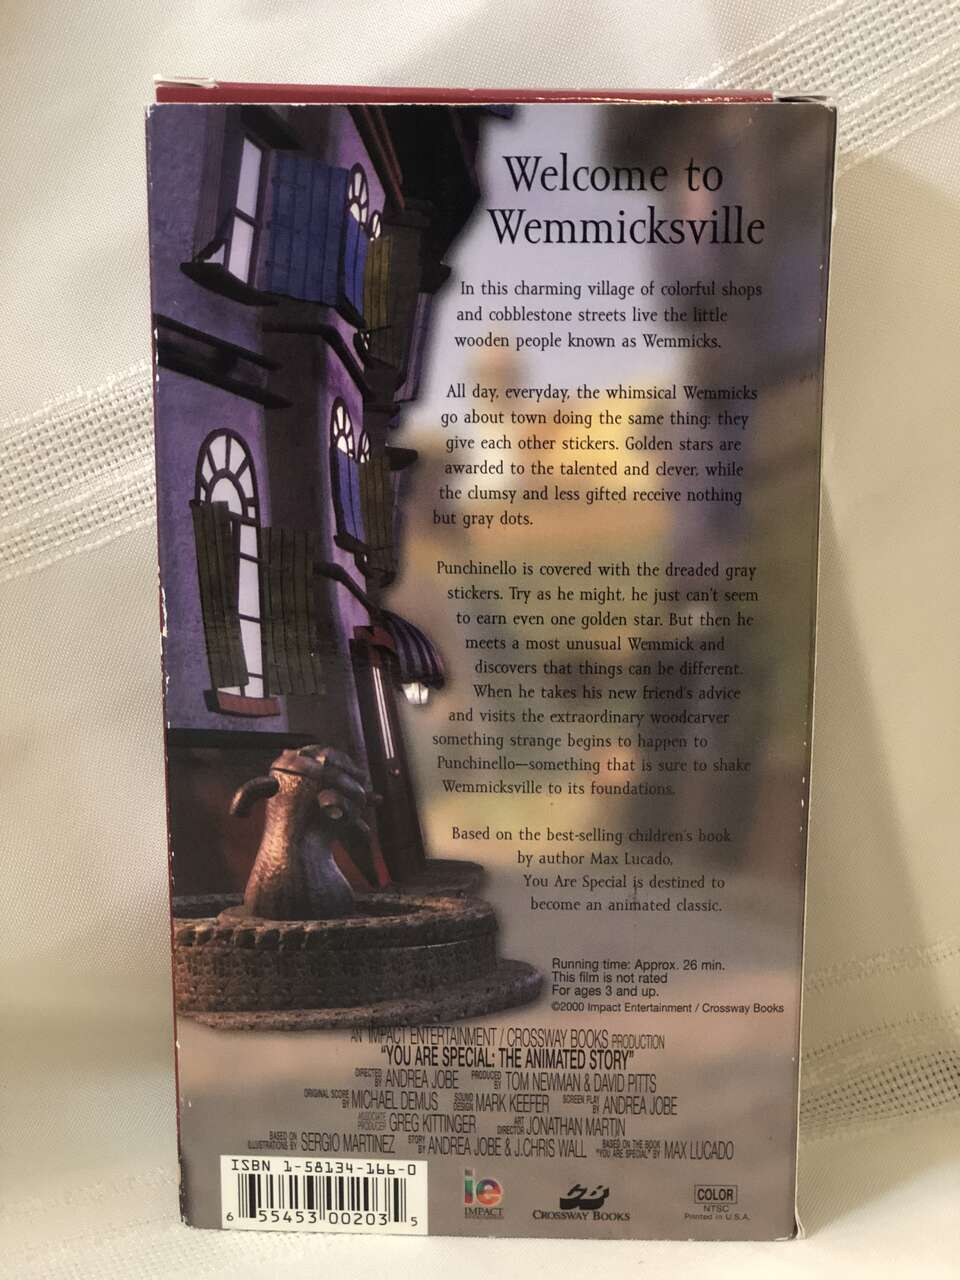 Welcome to
Wemmicksville
In this charming village of colorful shops
and cobblestone streets live the little
wooden people known as Wemmicks.
All day, everyday, the whimsical Wemmicks
go about town doing the same thing: they
give each other stickers. Golden stars are
awarded to the talented and clever, while
the clumsy and less gifted receive nothing
but gray dots.
Punchinello is covered with the dreaded gray
stickers. Try as he might, he just can't seem
to earn even one golden star. But then he
meets a most unusual Wemmick and
discovers that things can be different.
When he takes his new friend's advice
and visits the extraordinary woodcarver
something strange begins to happen to
Punchinello—something that is sure to shake
Wemmicksville to its foundations.
Based on the best-selling children's book
by author Max Lucado,
You Are Special is destined to
become an animated classic.
Running time: Approx. 26 min.
This film is not rated
For ages 3 and up.
©2000 Impact Entertainment / Crossway Books
AN IMPACT ENTERTAINMENT / CROSSWAY BOOKS PRODUCTION
"YOU ARE SPECIAL: THE ANIMATED STORY"
DIRECTED BY ANDREA JOBE PRODUCED BY TOM NEWMAN & DAVID PITTS
ORIGINAL SCORE BY MICHAEL DEMUS SOUND DESIGN MARK KEEFER SCREEN PLAY BY ANDREA JOBE
ASSOCIATE PRODUCER GREG KITTINGER ART DIRECTOR JONATHAN MARTIN
BASED ON ILLUSTRATIONS BY SERGIO MARTINEZ STORY BY ANDREA JOBE & J.CHRIS WALL BASED ON THE BOOK "YOU ARE SPECIAL" BY MAX LUCADO
ISBN 1-58134-166-0
6 55453 00203 5
ie
IMPACT
CROSSWAY BOOKS
COLOR
NTSC
Printed in U.S.A.